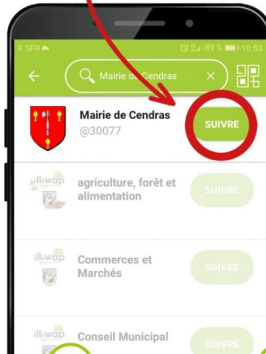 F SFR
89 % 10:53
Mairie de Cendras
Mairie de Cendras
@30077
SUIVRE
illiwap
agriculture, forêt et
alimentation
SUIVRE
illiwap
Commerces et
Marchés
SUIVRE
illiwap
Conseil Municipal
SUIVRE